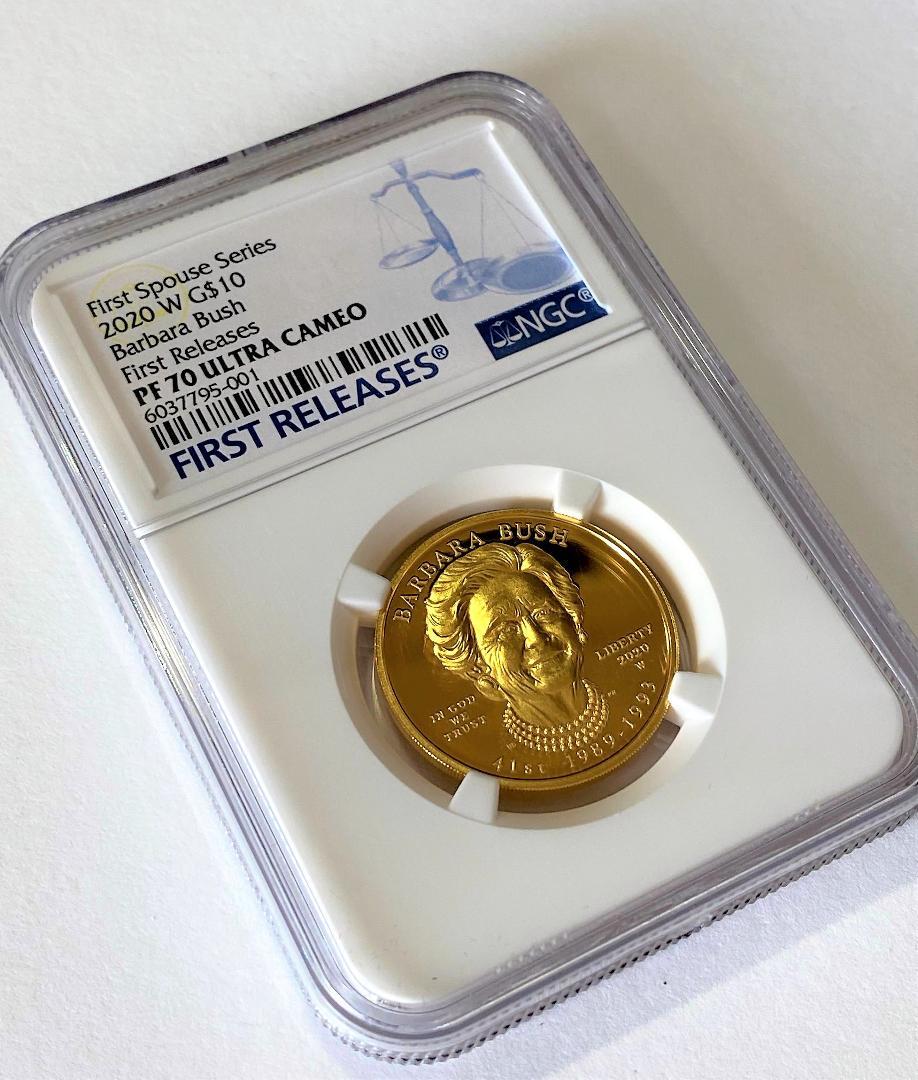 First Spouse Series
2020 W G$10
Barbara Bush
First Releases
PF 70 ULTRA CAMEO
6037795-001
FIRST RELEASES®
NGC®
BARBARA BUSH
LIBERTY
2020
W
IN GOD
WE
TRUST
41st 1989-1993